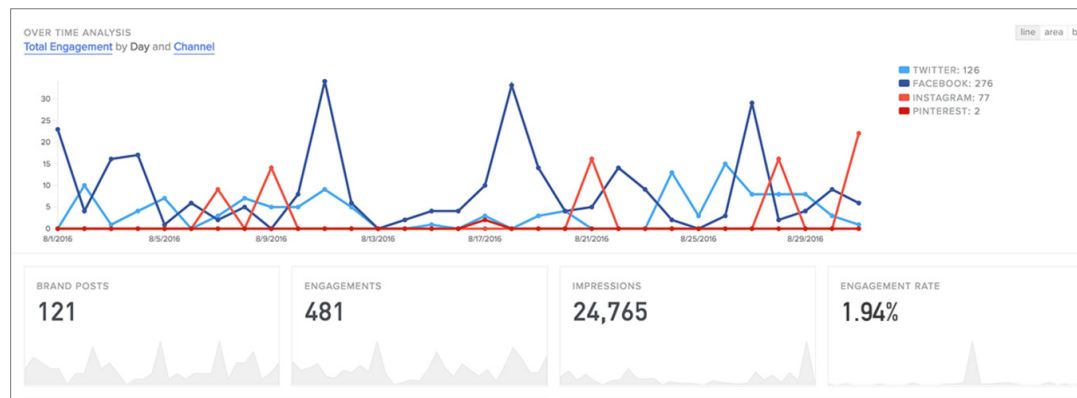 OVER TIME ANALYSIS
Total Engagement by Day and Channel
line area b
TWITTER: 126
FACEBOOK: 276
INSTAGRAM: 77
PINTEREST: 2
30
25
20
15
10
5
0
8/1/2016 8/5/2016 8/9/2016 8/13/2016 8/17/2016 8/21/2016 8/25/2016 8/29/2016
BRAND POSTS
121
ENGAGEMENTS
481
IMPRESSIONS
24,765
ENGAGEMENT RATE
1.94%